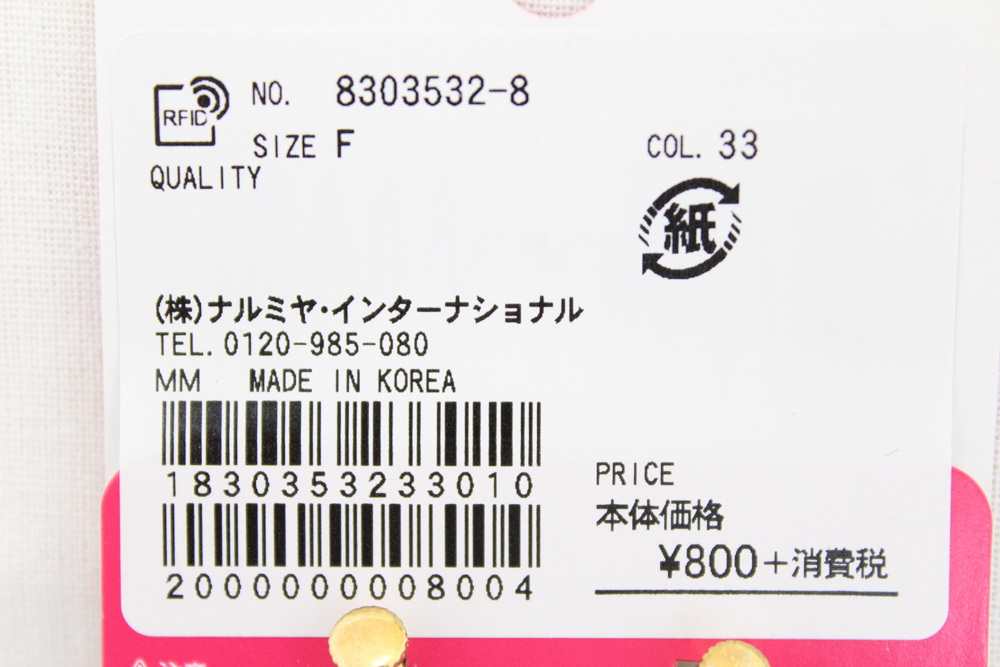 RFID
NO. 8303532-8
SIZE F
COL. 33
QUALITY
紙
(株)ナルミヤ・インターナショナル
TEL. 0120-985-080
MM MADE IN KOREA
1830353233010
2000000008004
PRICE
本体価格
¥800+消費税